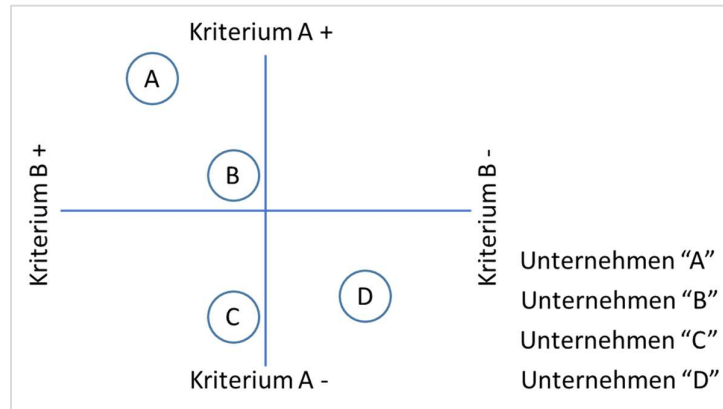 Kriterium A +
A
B
Kriterium B +
Kriterium B -
C
D
Kriterium A -
Unternehmen “A”
Unternehmen “B”
Unternehmen “C”
Unternehmen “D”